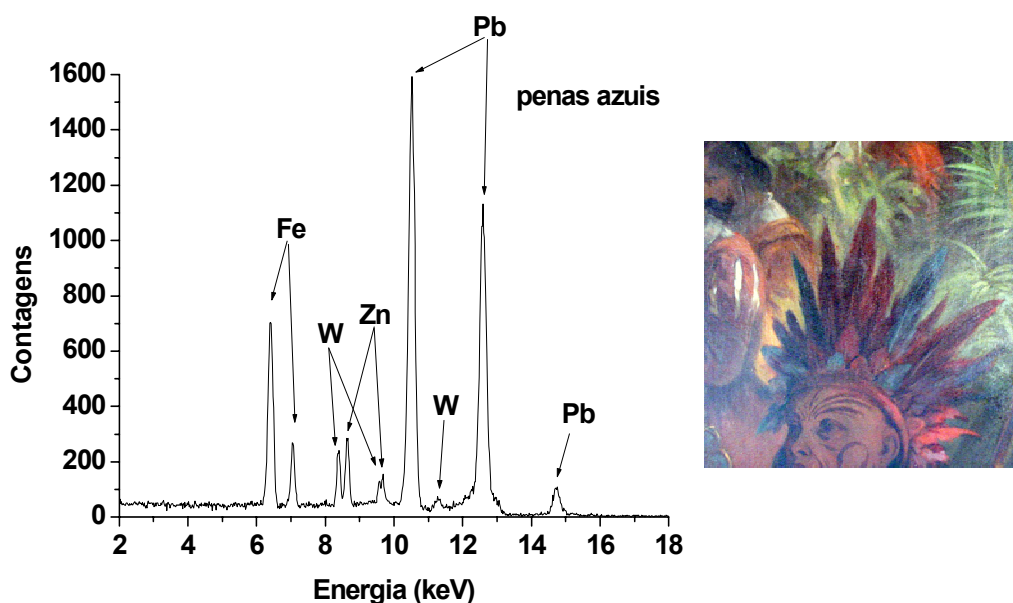 Pb
penas azuis
Fe
W
Zn
W
Pb
Contagens
1600
1400
1200
1000
800
600
400
200
0
2 4 6 8 10 12 14 16 18
Energia (keV)